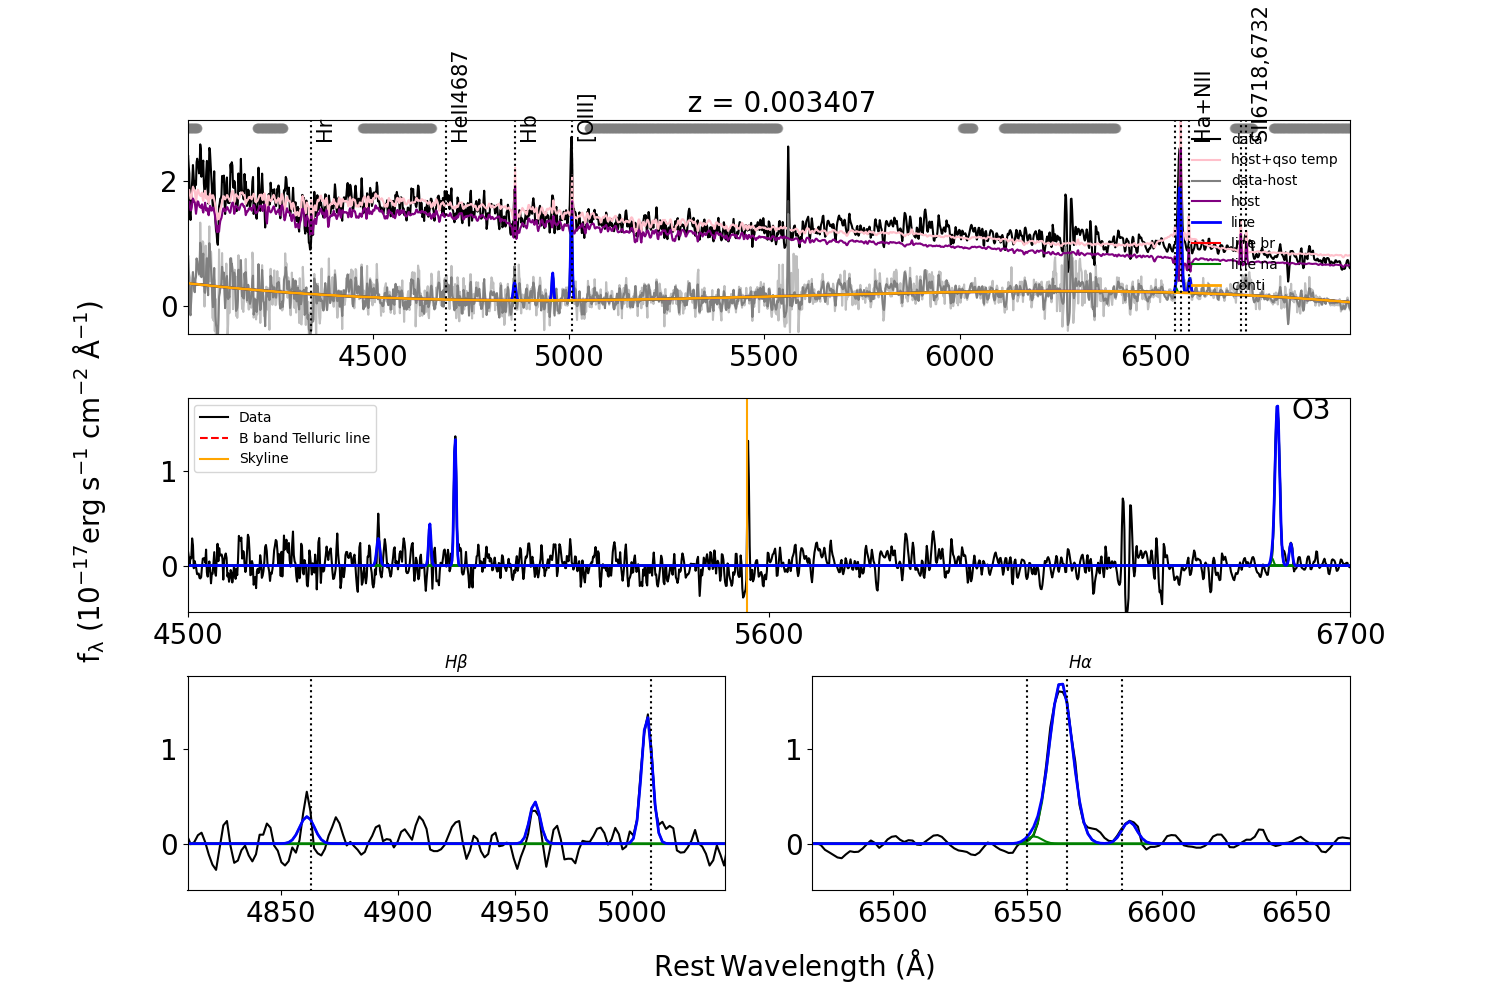 z = 0.003407
Hr
HeII4687
Hb
[OIII]
Ha+NII
SII6718,6732
data
host+qso temp
data-host
host
line
line br
line na
conti
2
0
4500 5000 5500 6000 6500
fλ (10⁻¹⁷erg s⁻¹ cm⁻² Å⁻¹)
Data
B band Telluric line
Skyline
O3
1
0
4500 5600 6700
Hβ
1
0
4850 4900 4950 5000
Hα
1
0
6500 6550 6600 6650
Rest Wavelength (Å)